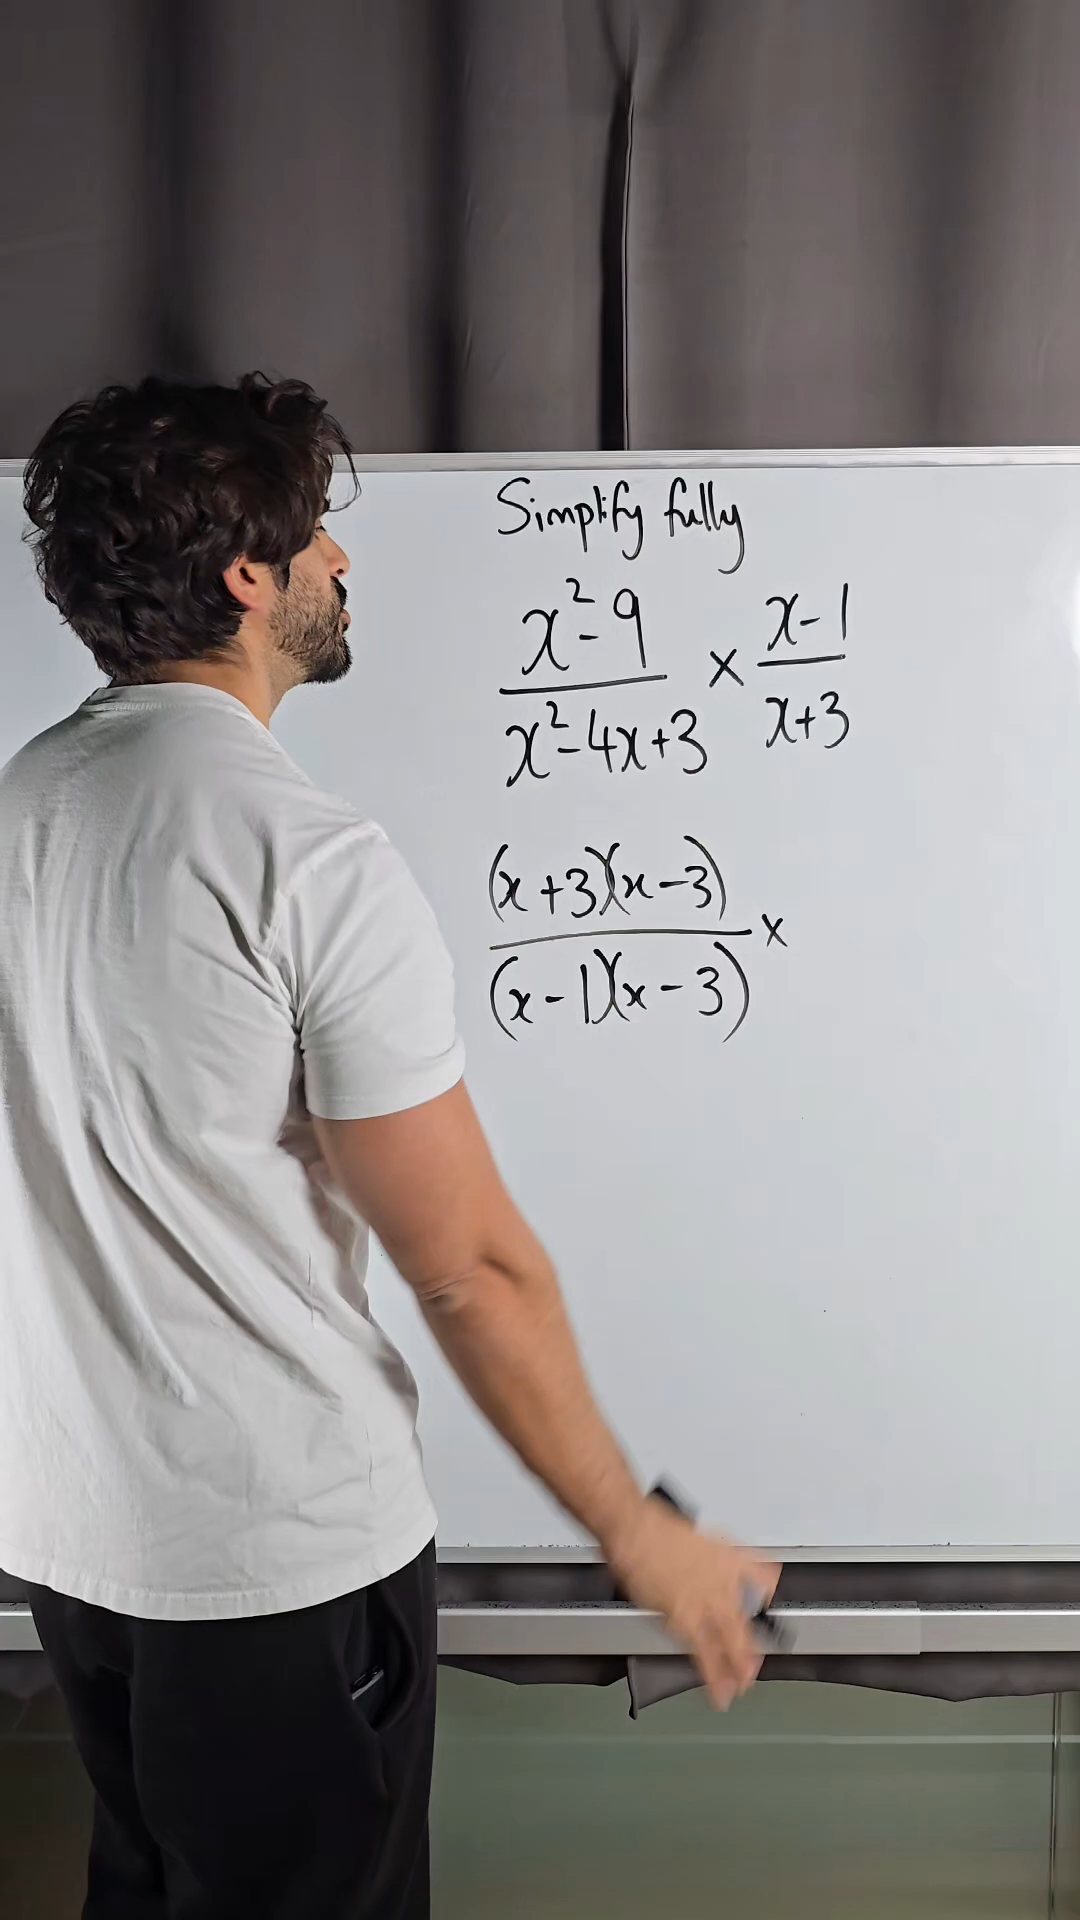 Simplify fully
x²-9 / x²-4x+3 × x-1 / x+3
(x+3)(x-3) / (x-1)(x-3) ×